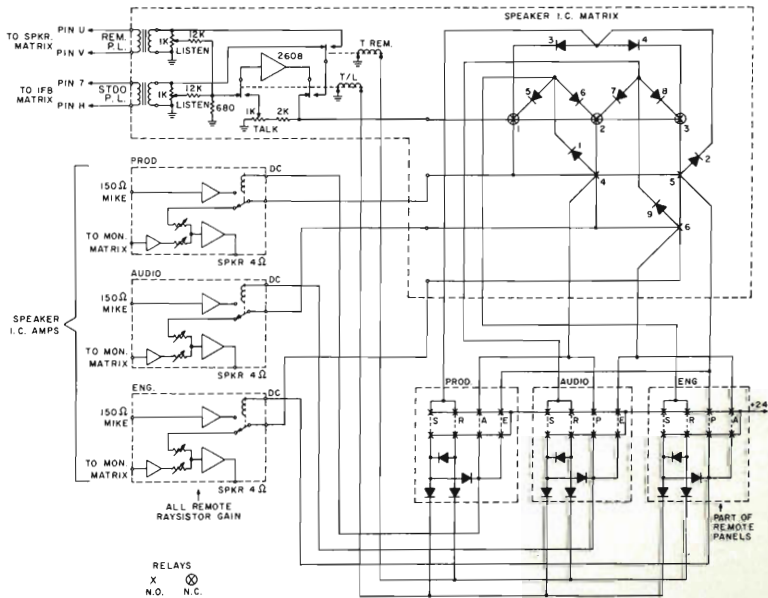 SPEAKER I.C. MATRIX
PIN U
REM. P.L.
1K
12K
LISTEN
TO SPKR. MATRIX
PIN V
2608
T REM.
T/L
PIN 7
STDO P.L.
1K
12K
LISTEN
680
TO IFB MATRIX
PIN H
1K
2K
TALK
3
4
5
6
7
8
1
2
3
1
2
4
5
9
6
SPEAKER I.C. AMPS
PROD
DC
150Ω MIKE
TO MON. MATRIX
SPKR 4Ω
AUDIO
DC
150Ω MIKE
TO MON. MATRIX
SPKR 4Ω
ENG.
DC
150Ω MIKE
TO MON. MATRIX
SPKR 4Ω
ALL REMOTE RAYSISTOR GAIN
PROD
S R A E
AUDIO
S R P E
ENG
S R P A
+24
PART OF REMOTE PANELS
RELAYS
X ⊗
N.O. N.C.